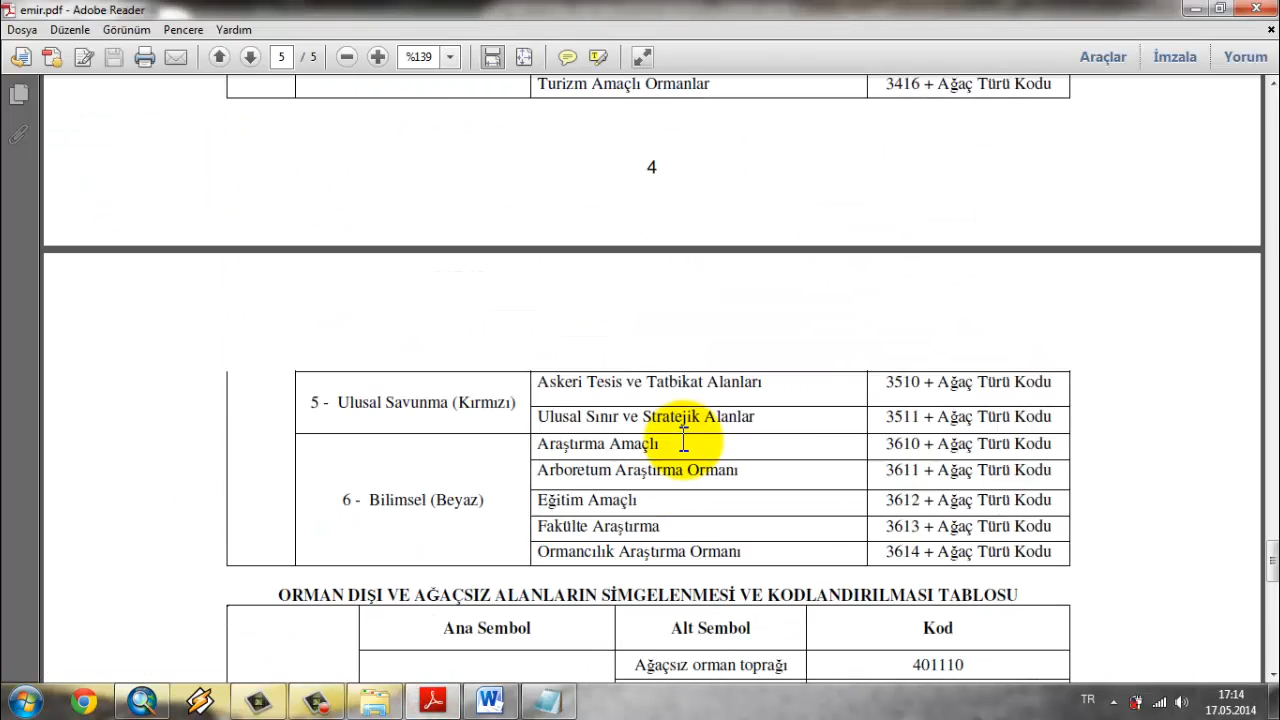 emir.pdf - Adobe Reader
Dosya Düzenle Görünüm Pencere Yardım
5 / 5 %139 Araçlar İmzala Yorum
Turizm Amaçlı Ormanlar 3416 + Ağaç Türü Kodu
4
5 - Ulusal Savunma (Kırmızı)
Askeri Tesis ve Tatbikat Alanları 3510 + Ağaç Türü Kodu
Ulusal Sınır ve Stratejik Alanlar 3511 + Ağaç Türü Kodu
6 - Bilimsel (Beyaz)
Araştırma Amaçlı 3610 + Ağaç Türü Kodu
Arboretum Araştırma Ormanı 3611 + Ağaç Türü Kodu
Eğitim Amaçlı 3612 + Ağaç Türü Kodu
Fakülte Araştırma 3613 + Ağaç Türü Kodu
Ormancılık Araştırma Ormanı 3614 + Ağaç Türü Kodu
ORMAN DIŞI VE AĞAÇSIZ ALANLARIN SİMGELENMESİ VE KODLANDIRILMASI TABLOSU
Ana Sembol Alt Sembol Kod
Ağaçsız orman toprağı 401110
TR 17:14
17.05.2014